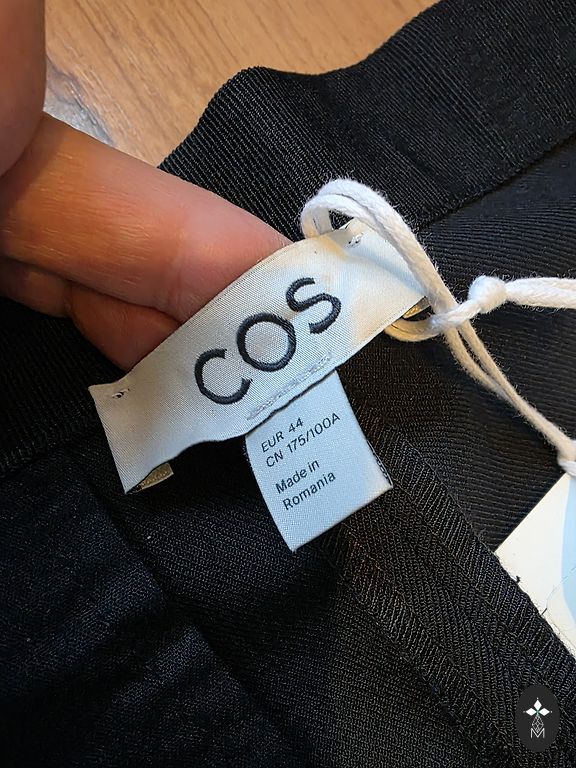 COS
EUR 44
CN 175/100A
Made in
Romania
M